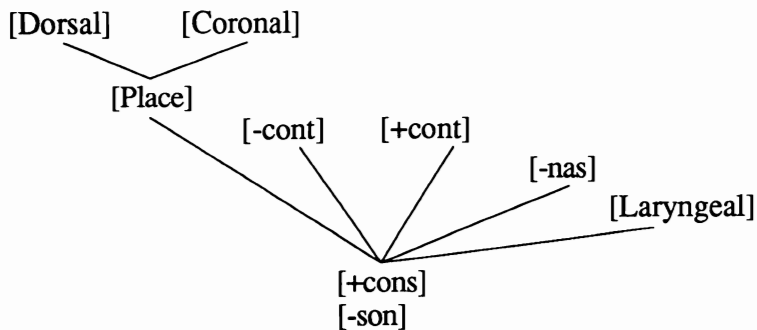 [Dorsal] [Coronal]
[Place]
[-cont] [+cont]
[-nas]
[Laryngeal]
[+cons]
[-son]